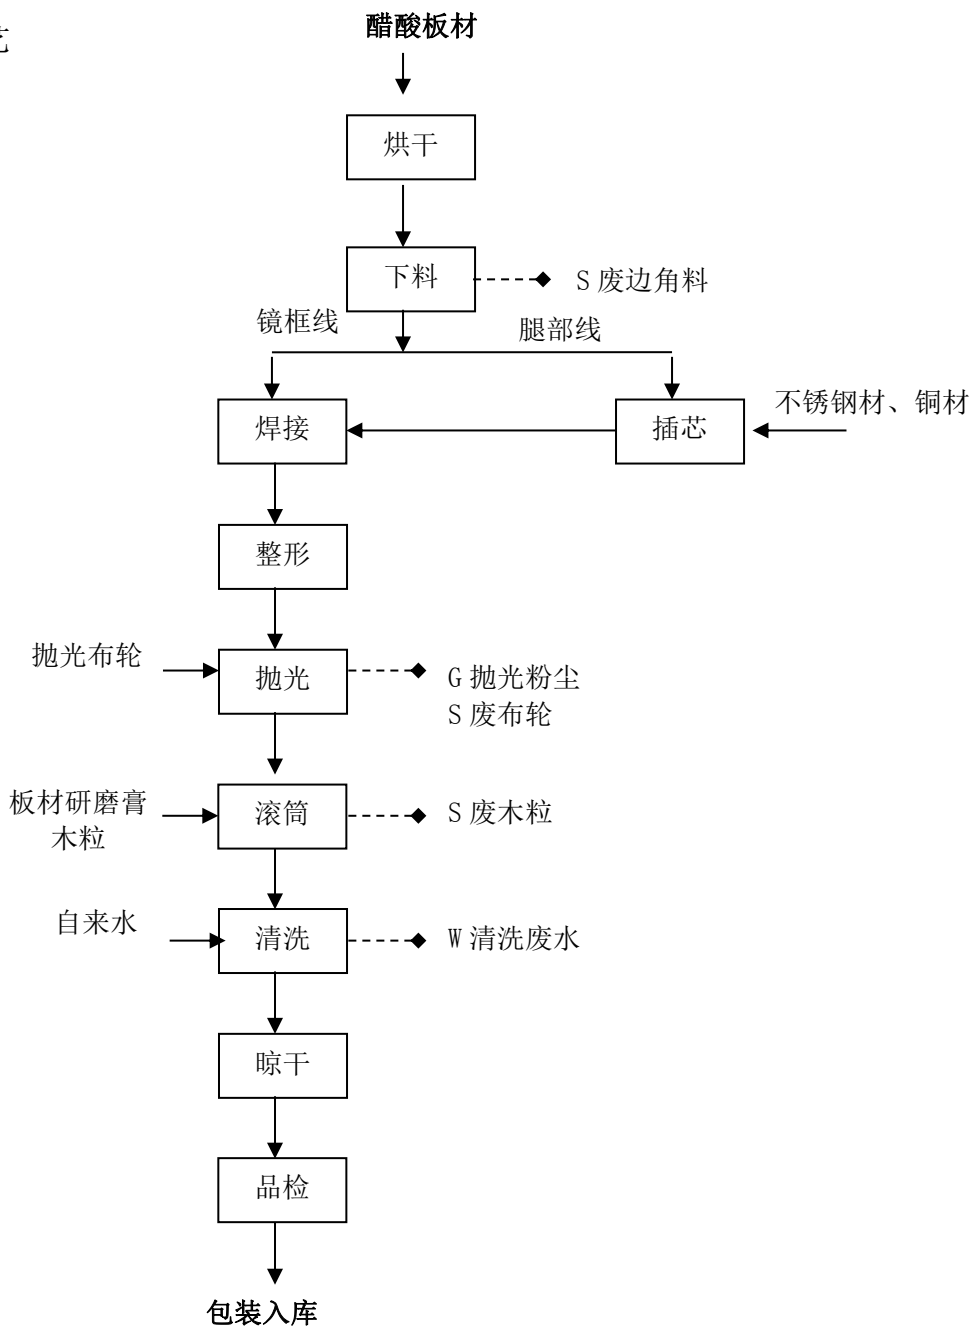 醋酸板材
烘干
下料
S 废边角料
镜框线
腿部线
焊接
插芯
不锈钢材、铜材
整形
抛光布轮
抛光
G 抛光粉尘
S 废布轮
板材研磨膏
木粒
滚筒
S 废木粒
自来水
清洗
W 清洗废水
晾干
品检
包装入库